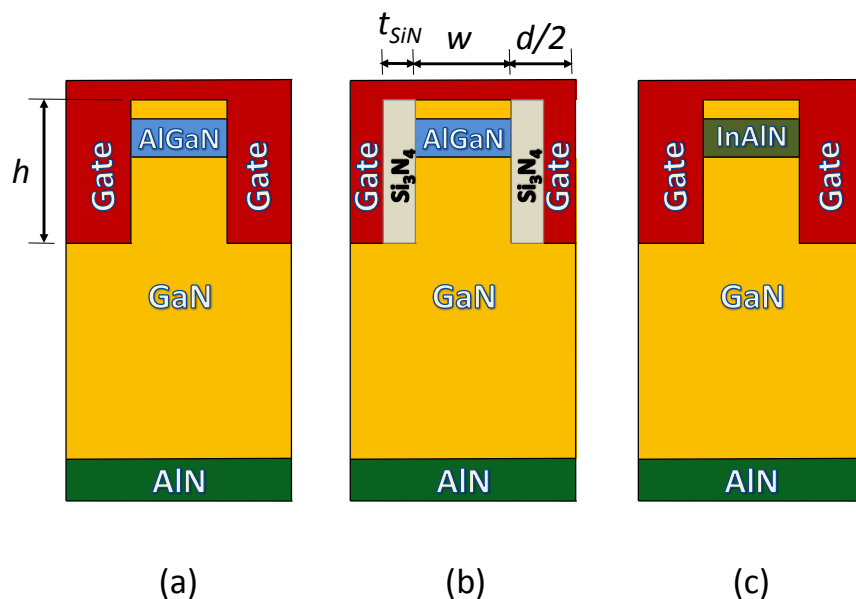 t_SiN w d/2
h
Gate AlGaN Gate
GaN
AlN
Gate Si₃N₄ AlGaN Si₃N₄ Gate
GaN
AlN
Gate InAlN Gate
GaN
AlN
(a) (b) (c)